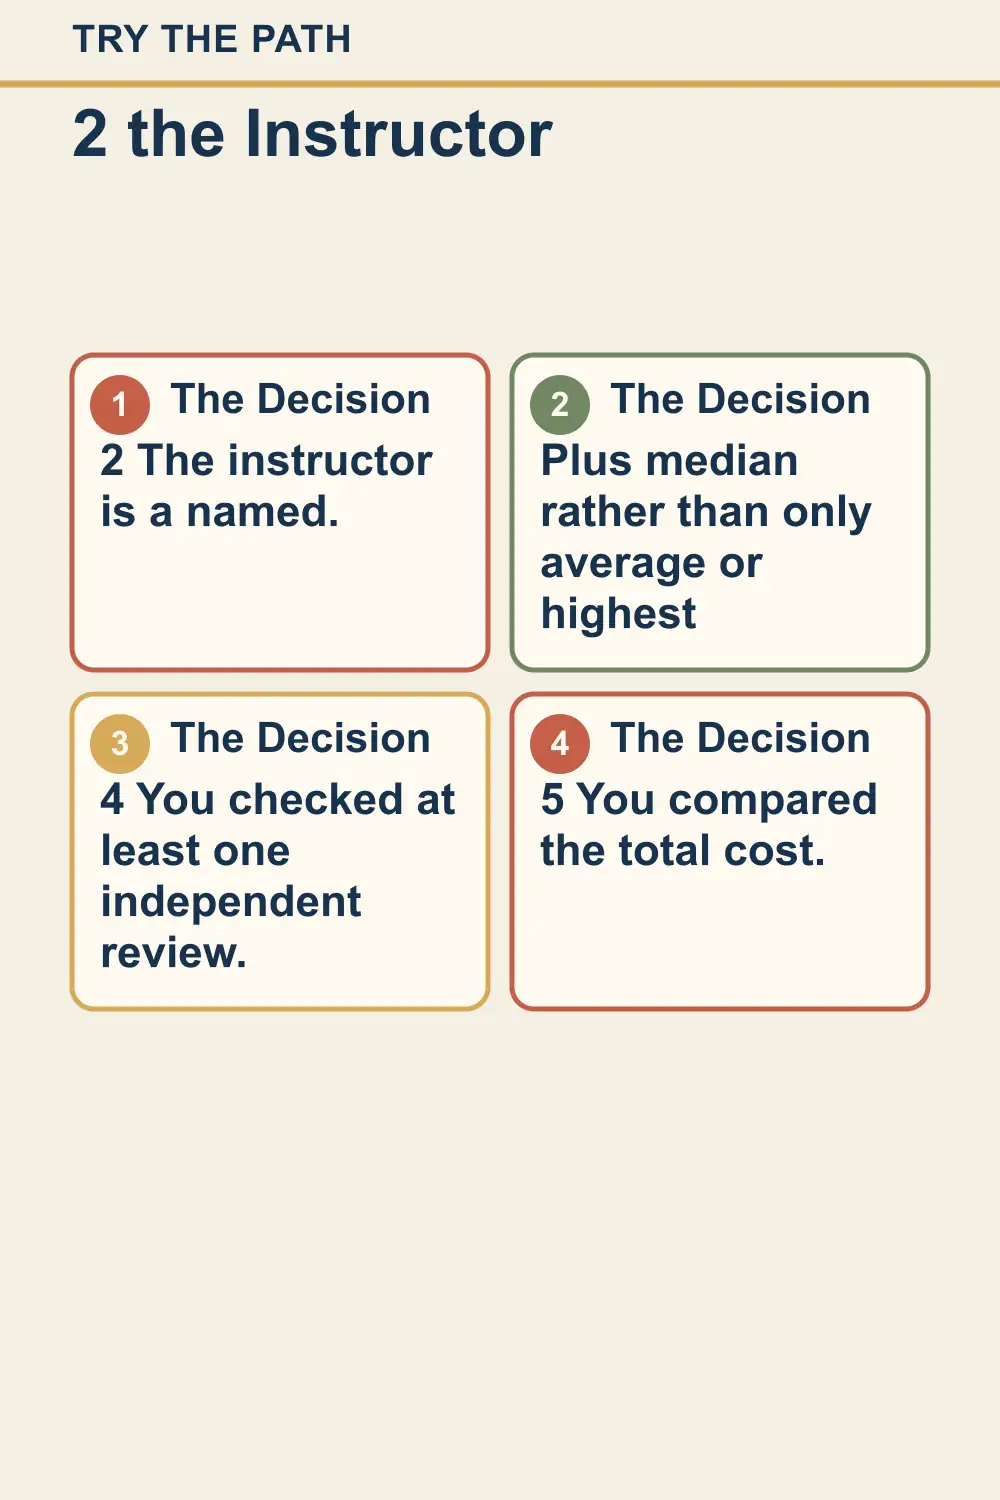 TRY THE PATH
2 the Instructor
1 The Decision
2 The instructor
is a named.
2 The Decision
Plus median
rather than only
average or
highest
3 The Decision
4 You checked at
least one
independent
review.
4 The Decision
5 You compared
the total cost.